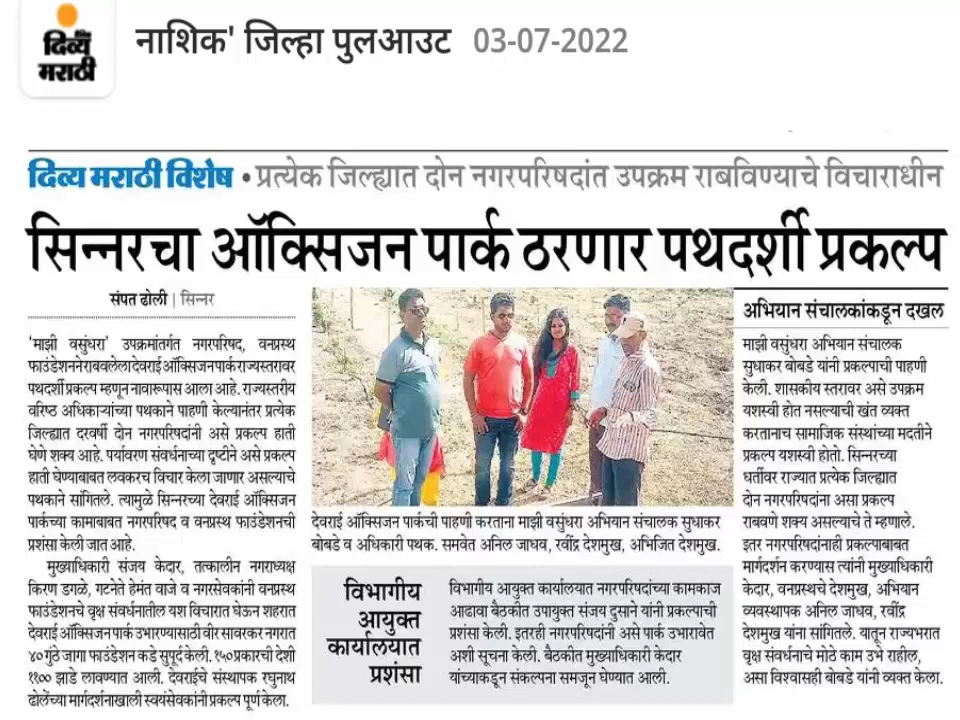 दिव्य
मराठी
नाशिक' जिल्हा पुलआउट 03-07-2022
दिव्य मराठी विशेष • प्रत्येक जिल्ह्यात दोन नगरपरिषदांत उपक्रम राबविण्याचे विचाराधीन
सिन्नरचा ऑक्सिजन पार्क ठरणार पथदर्शी प्रकल्प
संपत ढोली | सिन्नर
'माझी वसुंधरा' उपक्रमांतर्गत नगरपरिषद, वनप्रस्थ
फाउंडेशनने राबवलेला देवराई ऑक्सिजन पार्क राज्यस्तरावर
पथदर्शी प्रकल्प म्हणून नावारूपास आला आहे. राज्यस्तरीय
वरिष्ठ अधिकाऱ्यांच्या पथकाने पाहणी केल्यानंतर प्रत्येक
जिल्ह्यात दरवर्षी दोन नगरपरिषदांनी असे प्रकल्प हाती
घेणे शक्य आहे. पर्यावरण संवर्धनाच्या दृष्टीने असे प्रकल्प
हाती घेण्याबाबत लवकरच विचार केला जाणार असल्याचे
पथकाने सांगितले. त्यामुळे सिन्नरच्या देवराई ऑक्सिजन
पार्कच्या कामाबाबत नगरपरिषद व वनप्रस्थ फाउंडेशनची
प्रशंसा केली जात आहे.
मुख्याधिकारी संजय केदार, तत्कालीन नगराध्यक्ष
किरण डगळे, गटनेते हेमंत वाजे व नगरसेवकांनी वनप्रस्थ
फाउंडेशनचे वृक्ष संवर्धनातील यश विचारात घेऊन शहरात
देवराई ऑक्सिजन पार्क उभारण्यासाठी वीर सावरकर नगरात
४० गुंठे जागा फाउंडेशन कडे सुपूर्द केली. १५० प्रकारची देशी
११०० झाडे लावण्यात आली. देवराईचे संस्थापक रघुनाथ
ढोलेंच्या मार्गदर्शनाखाली स्वयंसेवकांनी प्रकल्प पूर्ण केला.
देवराई ऑक्सिजन पार्कची पाहणी करताना माझी वसुंधरा अभियान संचालक सुधाकर
बोबडे व अधिकारी पथक. समवेत अनिल जाधव, रवींद्र देशमुख, अभिजित देशमुख.
विभागीय
आयुक्त
कार्यालयात
प्रशंसा
विभागीय आयुक्त कार्यालयात नगरपरिषदांच्या कामकाज
आढावा बैठकीत उपायुक्त संजय दुसाने यांनी प्रकल्पाची
प्रशंसा केली. इतरही नगरपरिषदांनी असे पार्क उभारावेत
अशी सूचना केली. बैठकीत मुख्याधिकारी केदार
यांच्याकडून संकल्पना समजून घेण्यात आली.
अभियान संचालकांकडून दखल
माझी वसुंधरा अभियान संचालक
सुधाकर बोबडे यांनी प्रकल्पाची पाहणी
केली. शासकीय स्तरावर असे उपक्रम
यशस्वी होत नसल्याची खंत व्यक्त
करतानाच सामाजिक संस्थांच्या मदतीने
प्रकल्प यशस्वी होतो. सिन्नरच्या
धर्तीवर राज्यात प्रत्येक जिल्ह्यात
दोन नगरपरिषदांना असा प्रकल्प
राबवणे शक्य असल्याचे ते म्हणाले.
इतर नगरपरिषदांनाही प्रकल्पाबाबत
मार्गदर्शन करण्यास त्यांनी मुख्याधिकारी
केदार, वनप्रस्थचे देशमुख, अभियान
व्यवस्थापक अनिल जाधव, रवींद्र
देशमुख यांना सांगितले. यातून राज्यभरात
वृक्ष संवर्धनाचे मोठे काम उभे राहील,
असा विश्वासही बोबडे यांनी व्यक्त केला.